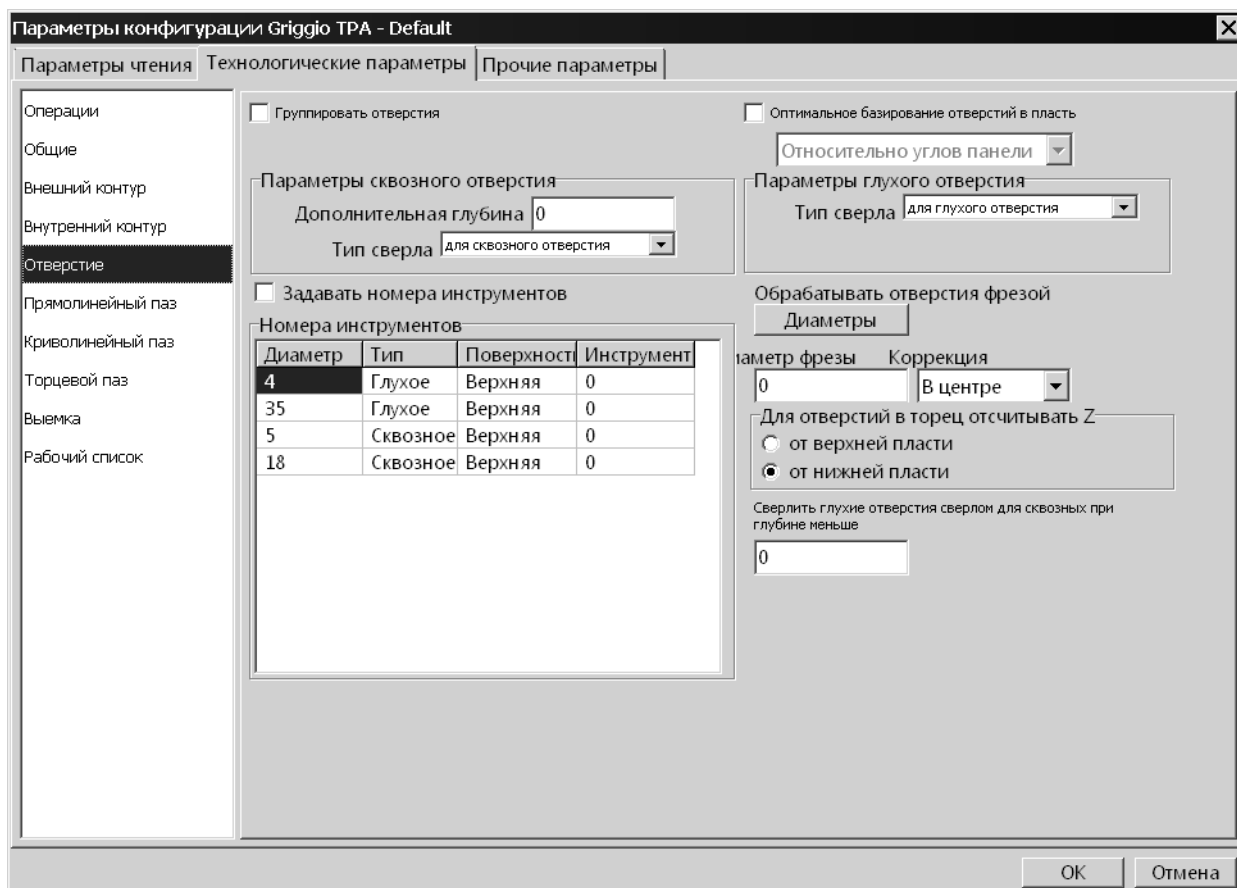 Параметры конфигурации Griggio TPA - Default
Параметры чтения Технологические параметры Прочие параметры
Операции
Общие
Внешний контур
Внутренний контур
Отверстие
Прямолинейный паз
Криволинейный паз
Торцевой паз
Выемка
Рабочий список
Группировать отверстия
Оптимальное базирование отверстий в пласть
Относительно углов панели
Параметры сквозного отверстия
Дополнительная глубина 0
Тип сверла для сквозного отверстия
Параметры глухого отверстия
Тип сверла для глухого отверстия
Задавать номера инструментов
Номера инструментов
Диаметр Тип Поверхності Инструмент
4 Глухое Верхняя 0
35 Глухое Верхняя 0
5 Сквозное Верхняя 0
18 Сквозное Верхняя 0
Обрабатывать отверстия фрезой
Диаметры
иаметр фрезы Коррекция
0 В центре
Для отверстий в торец отсчитывать Z
от верхней пласти
от нижней пласти
Сверлить глухие отверстия сверлом для сквозных при
глубине меньше
0
OK Отмена